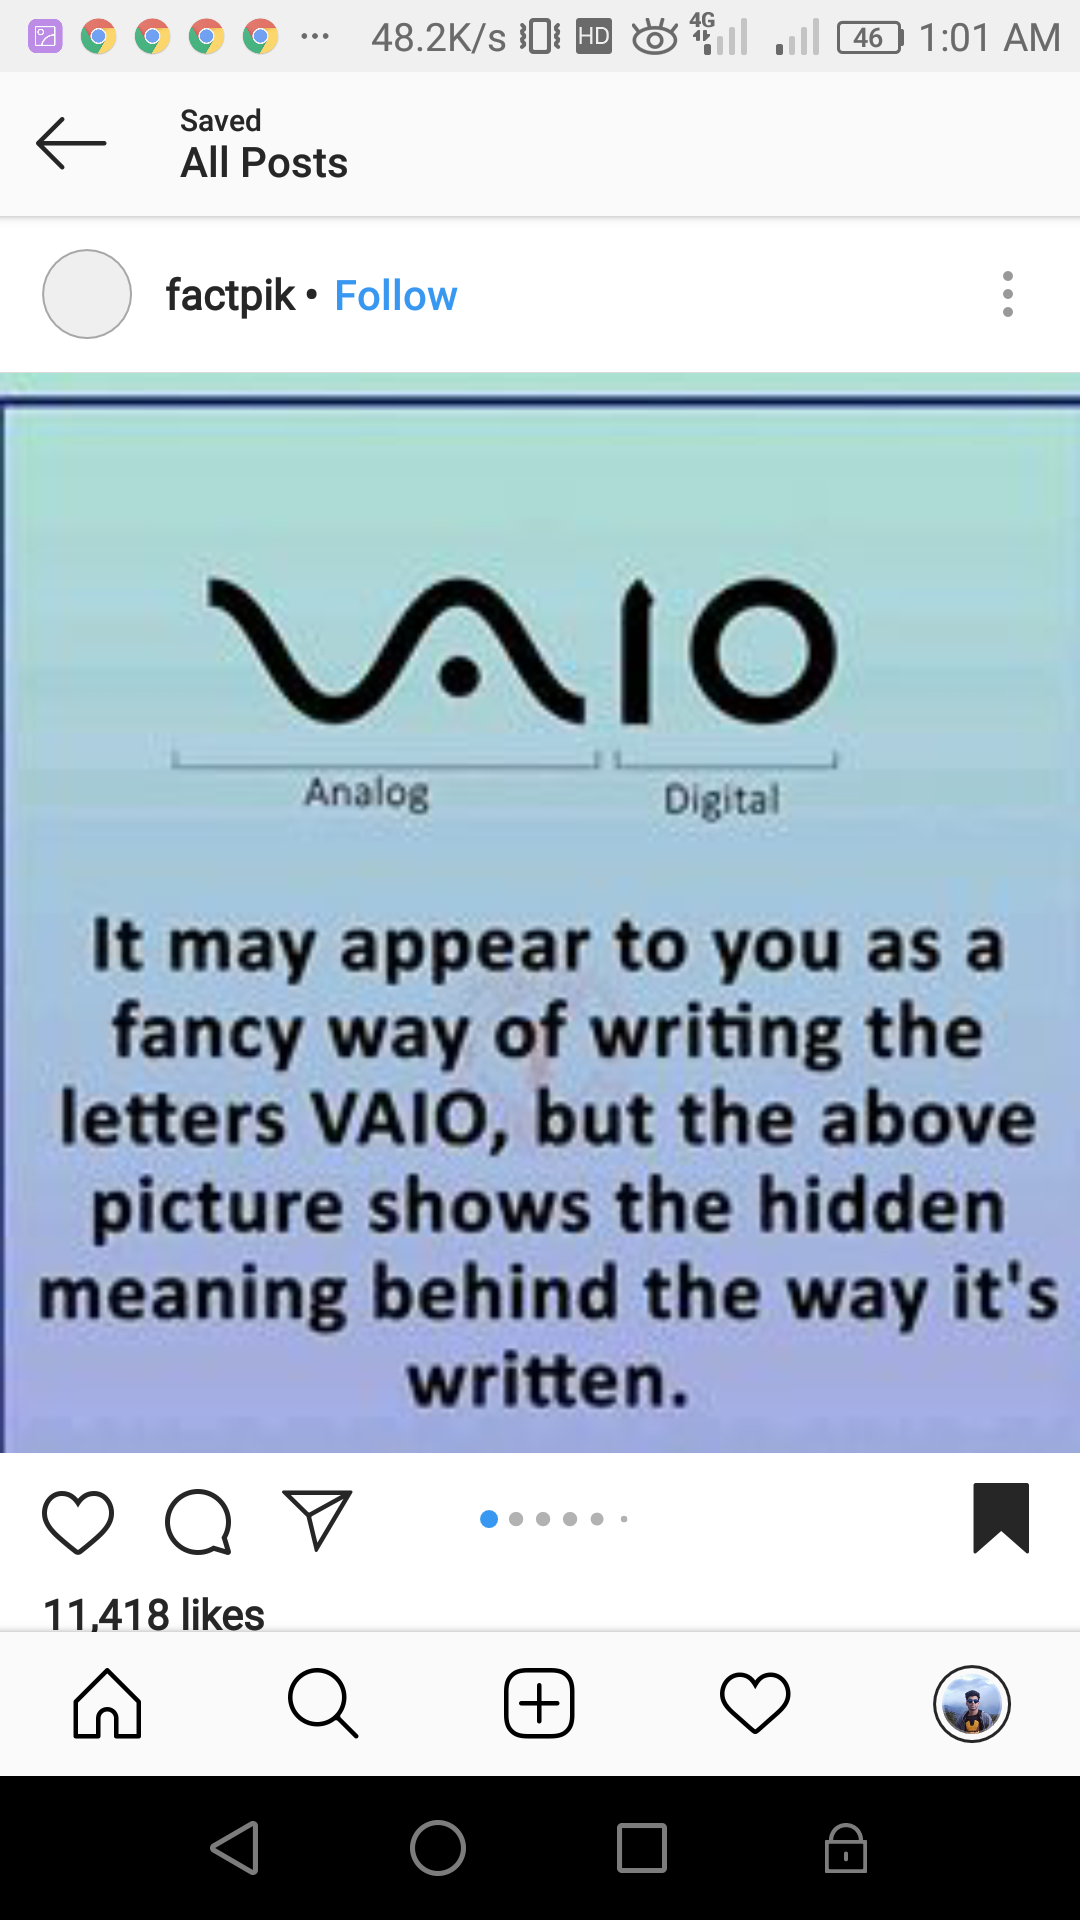 48.2K/s HD 4G 46 1:01 AM
Saved
All Posts
factpik • Follow
VAIO
Analog Digital
It may appear to you as a
fancy way of writing the
letters VAIO, but the above
picture shows the hidden
meaning behind the way it's
written.
11,418 likes